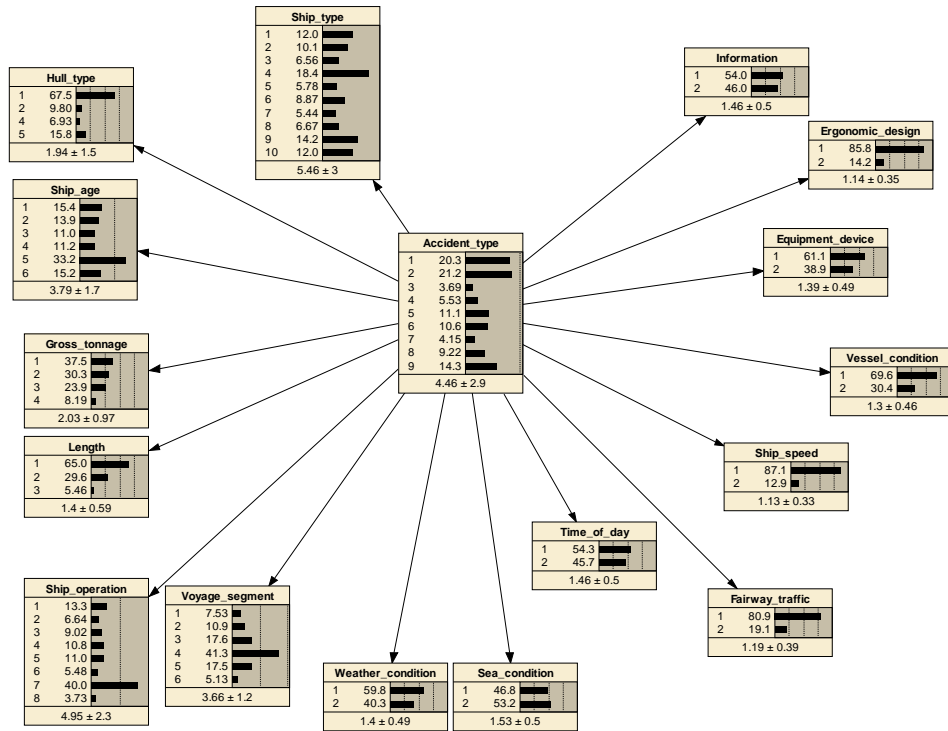 Ship_type
1 12.0
2 10.1
3 6.56
4 18.4
5 5.78
6 8.87
7 5.44
8 6.67
9 14.2
10 12.0
5.46 ± 3
Information
1 54.0
2 46.0
1.46 ± 0.5
Hull_type
1 67.5
2 9.80
4 6.93
5 15.8
1.94 ± 1.5
Ergonomic_design
1 85.8
2 14.2
1.14 ± 0.35
Ship_age
1 15.4
2 13.9
3 11.0
4 11.2
5 33.2
6 15.2
3.79 ± 1.7
Accident_type
1 20.3
2 21.2
3 3.69
4 5.53
5 11.1
6 10.6
7 4.15
8 9.22
9 14.3
4.46 ± 2.9
Equipment_device
1 61.1
2 38.9
1.39 ± 0.49
Gross_tonnage
1 37.5
2 30.3
3 23.9
4 8.19
2.03 ± 0.97
Vessel_condition
1 69.6
2 30.4
1.3 ± 0.46
Length
1 65.0
2 29.6
3 5.46
1.4 ± 0.59
Ship_speed
1 87.1
2 12.9
1.13 ± 0.33
Time_of_day
1 54.3
2 45.7
1.46 ± 0.5
Ship_operation
1 13.3
2 6.64
3 9.02
4 10.8
5 11.0
6 5.48
7 40.0
8 3.73
4.95 ± 2.3
Voyage_segment
1 7.53
2 10.9
3 17.6
4 41.3
5 17.5
6 5.13
3.66 ± 1.2
Fairway_traffic
1 80.9
2 19.1
1.19 ± 0.39
Weather_condition
1 59.8
2 40.3
1.4 ± 0.49
Sea_condition
1 46.8
2 53.2
1.53 ± 0.5